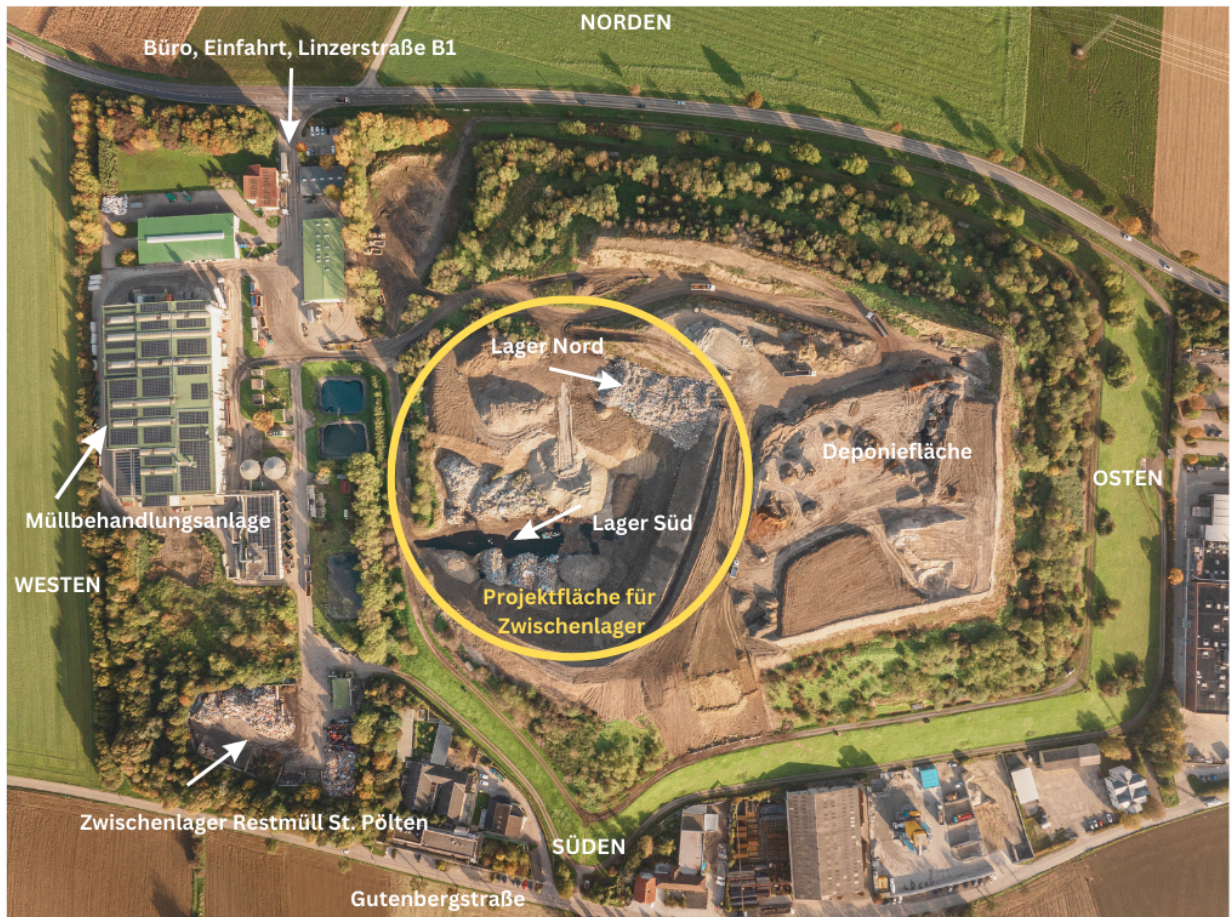 NORDEN
Büro, Einfahrt, Linzerstraße B1
Lager Nord
Deponiefläche
OSTEN
Müllbehandlungsanlage
Lager Süd
WESTEN
Projektfläche für
Zwischenlager
Zwischenlager Restmüll St. Pölten
SÜDEN
Gutenbergstraße